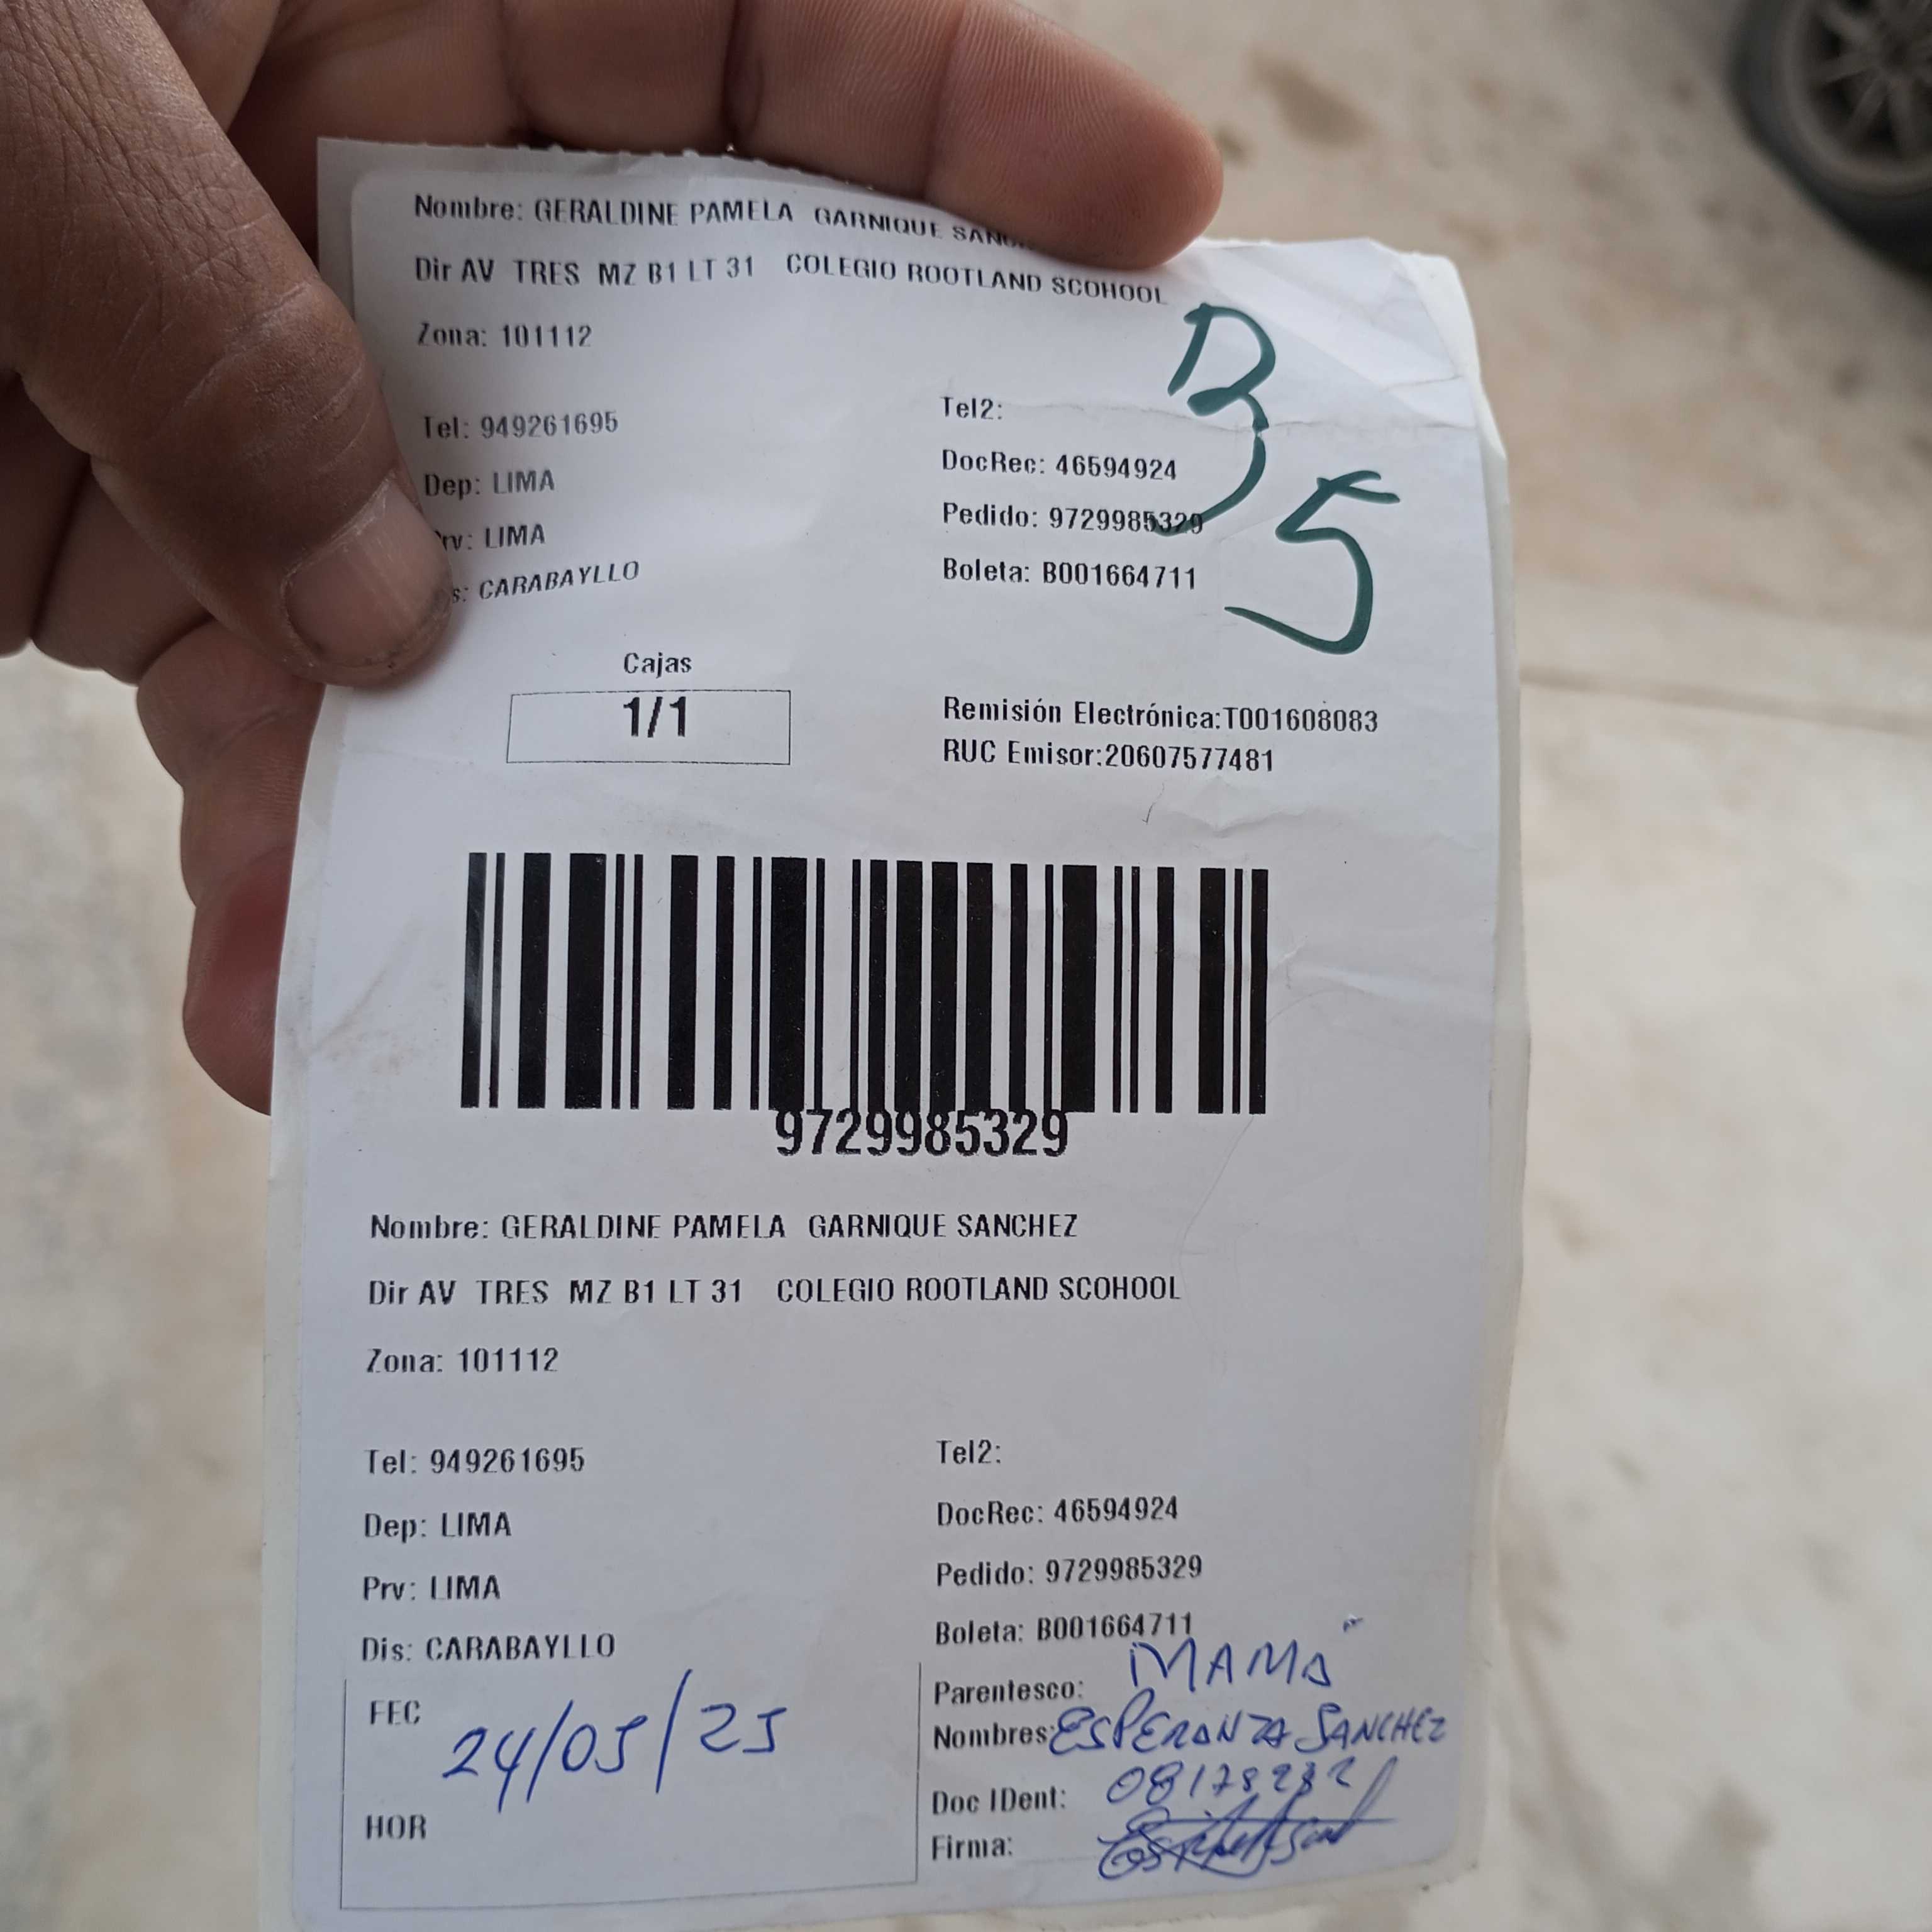 Nombre: GERALDINE PAMELA GARNIQUE
Dir AV TRES MZ B1 LT 31 COLEGIO ROOTLAND SCOHOOL
Zona: 101112
Tel: 949261695
Tel2:
Dep: LIMA
DocRec: 46594924
rv: LIMA
Pedido: 9729985329
s: CARABAYLLO
Boleta: B001664711
35
Cajas
1/1
Remisión Electrónica:T001608083
RUC Emisor:20607577481
9729985329
Nombre: GERALDINE PAMELA GARNIQUE SANCHEZ
Dir AV TRES MZ B1 LT 31 COLEGIO ROOTLAND SCOHOOL
Zona: 101112
Tel: 949261695
Tel2:
Dep: LIMA
DocRec: 46594924
Prv: LIMA
Pedido: 9729985329
Dis: CARABAYLLO
Boleta: B001664711
FEC 24/05/25
HOR
Parentesco: MAMÁ
Nombres: ESPERANZA SANCHEZ
Doc IDent: 08178282
Firma: